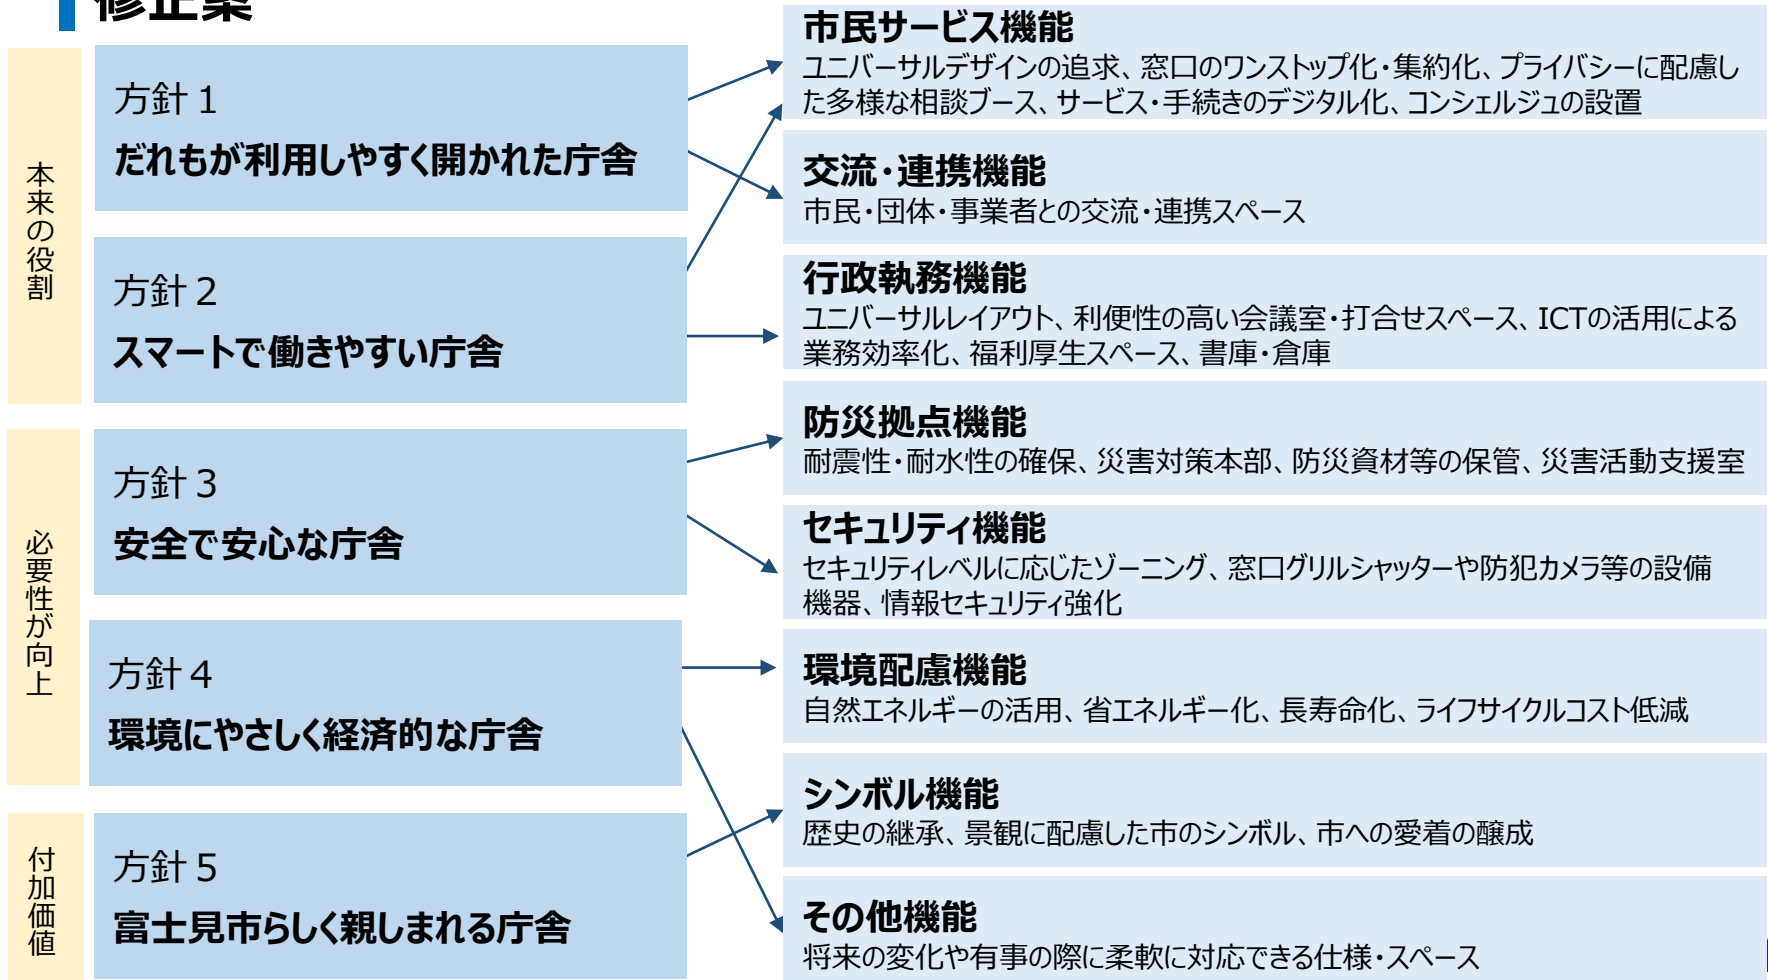 修正案
本来の役割
方針1
だれもが利用しやすく開かれた庁舎
方針2
スマートで働きやすい庁舎
必要性が向上
方針3
安全で安心な庁舎
方針4
環境にやさしく経済的な庁舎
付加価値
方針5
富士見市らしく親しまれる庁舎
市民サービス機能
ユニバーサルデザインの追求、窓口のワンストップ化・集約化、プライバシーに配慮し
た多様な相談ブース、サービス・手続きのデジタル化、コンシェルジュの設置
交流・連携機能
市民・団体・事業者との交流・連携スペース
行政執務機能
ユニバーサルレイアウト、利便性の高い会議室・打合せスペース、ICTの活用による
業務効率化、福利厚生スペース、書庫・倉庫
防災拠点機能
耐震性・耐水性の確保、災害対策本部、防災資材等の保管、災害活動支援室
セキュリティ機能
セキュリティレベルに応じたゾーニング、窓口グリルシャッターや防犯カメラ等の設備
機器、情報セキュリティ強化
環境配慮機能
自然エネルギーの活用、省エネルギー化、長寿命化、ライフサイクルコスト低減
シンボル機能
歴史の継承、景観に配慮した市のシンボル、市への愛着の醸成
その他機能
将来の変化や有事の際に柔軟に対応できる仕様・スペース